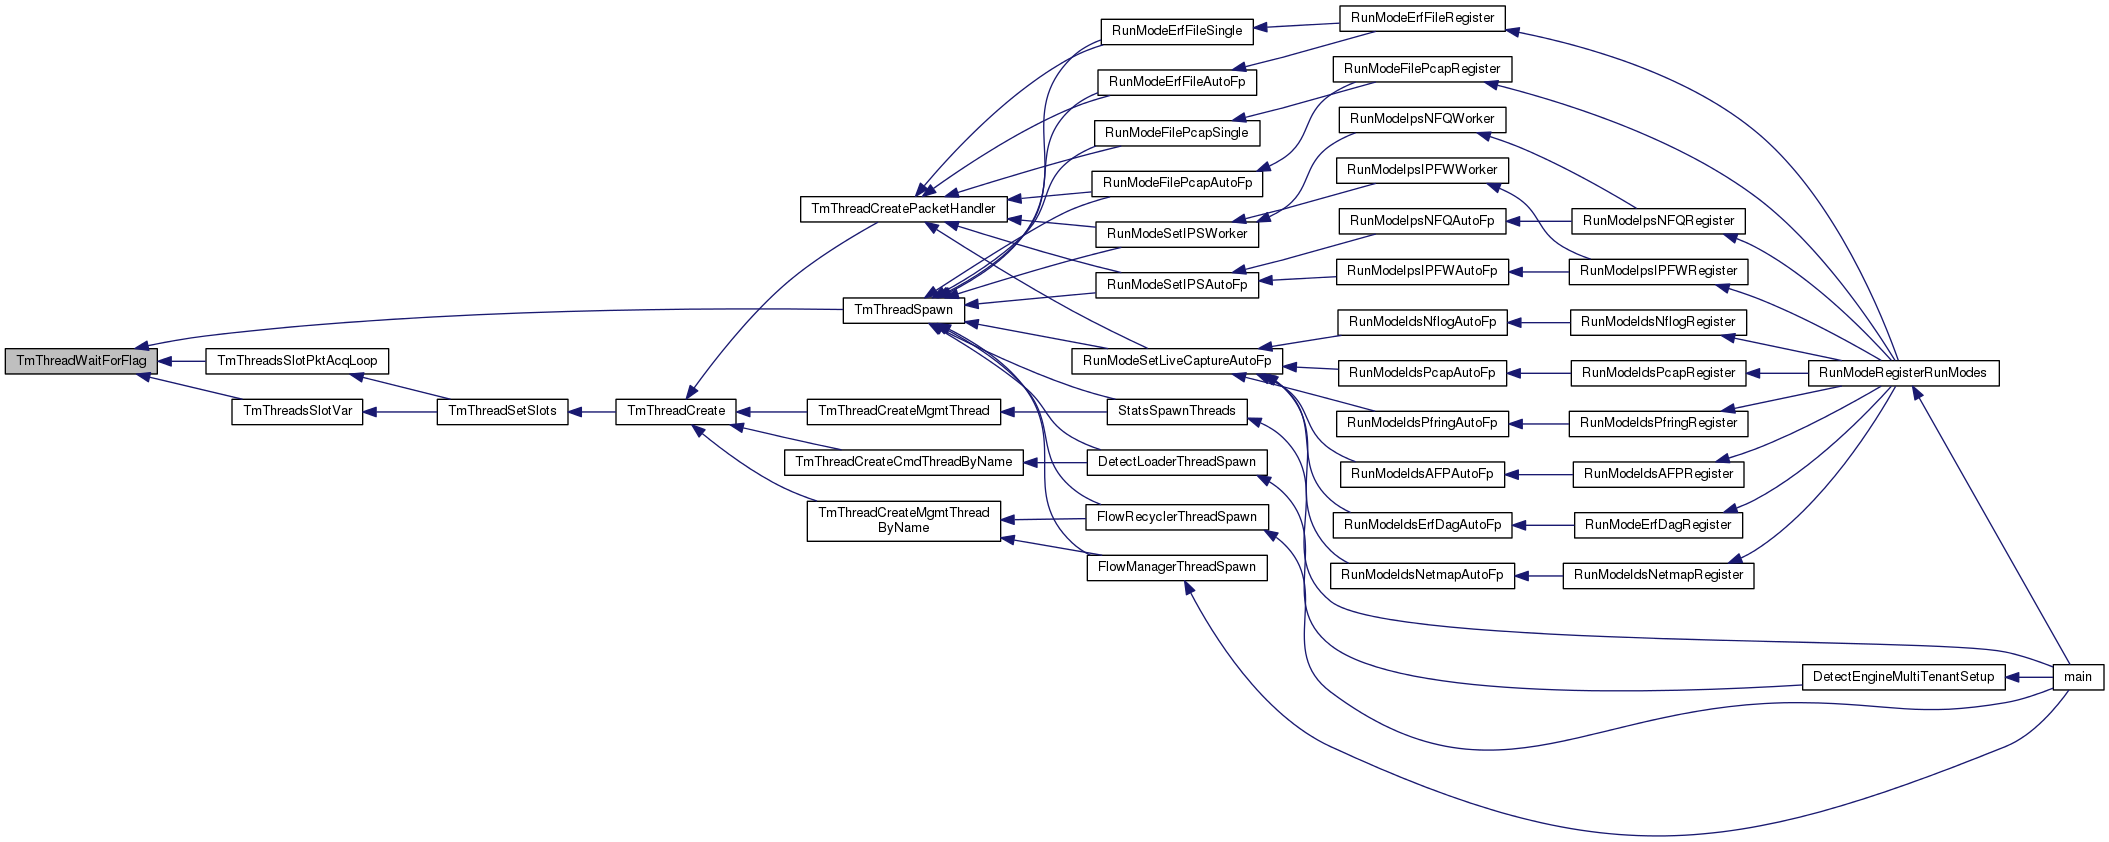 TmThreadWaitForFlag
TmThreadsSlotPktAcqLoop
TmThreadsSlotVar
TmThreadSetSlots
TmThreadCreate
TmThreadCreatePacketHandler
TmThreadSpawn
TmThreadCreateMgmtThread
TmThreadCreateCmdThreadByName
TmThreadCreateMgmtThread
ByName
RunModeErfFileSingle
RunModeErfFileAutoFp
RunModeFilePcapSingle
RunModeFilePcapAutoFp
RunModeSetIPSWorker
RunModeSetIPSAutoFp
RunModeSetLiveCaptureAutoFp
StatsSpawnThreads
DetectLoaderThreadSpawn
FlowRecyclerThreadSpawn
FlowManagerThreadSpawn
RunModeErfFileRegister
RunModeFilePcapRegister
RunModeIpsNFQWorker
RunModeIpsIPFWWorker
RunModeIpsNFQAutoFp
RunModeIpsIPFWAutoFp
RunModeIdsNflogAutoFp
RunModeIdsPcapAutoFp
RunModeIdsPfringAutoFp
RunModeIdsAFPAutoFp
RunModeIdsErfDagAutoFp
RunModeIdsNetmapAutoFp
RunModeIpsNFQRegister
RunModeIpsIPFWRegister
RunModeIdsNflogRegister
RunModeIdsPcapRegister
RunModeIdsPfringRegister
RunModeIdsAFPRegister
RunModeErfDagRegister
RunModeIdsNetmapRegister
RunModeRegisterRunModes
DetectEngineMultiTenantSetup
main